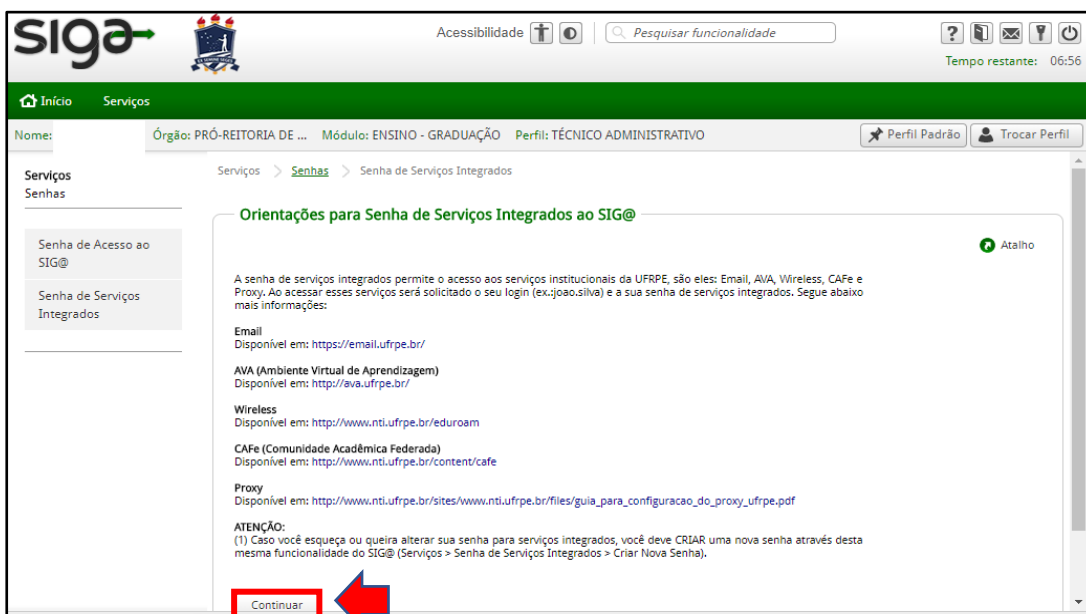 SIG@
Acessibilidade
Pesquisar funcionalidade
Tempo restante: 06:56
Início Serviços
Nome: Órgão: PRÓ-REITORIA DE ... Módulo: ENSINO - GRADUAÇÃO Perfil: TÉCNICO ADMINISTRATIVO Perfil Padrão Trocar Perfil
Serviços
Senhas
Senha de Acesso ao
SIG@
Senha de Serviços
Integrados
Serviços > Senhas > Senha de Serviços Integrados
Orientações para Senha de Serviços Integrados ao SIG@
Atalho
A senha de serviços integrados permite o acesso aos serviços institucionais da UFRPE, são eles: Email, AVA, Wireless, CAFe e
Proxy. Ao acessar esses serviços será solicitado o seu login (ex.:joao.silva) e a sua senha de serviços integrados. Segue abaixo
mais informações:
Email
Disponível em: https://email.ufrpe.br/
AVA (Ambiente Virtual de Aprendizagem)
Disponível em: http://ava.ufrpe.br/
Wireless
Disponível em: http://www.nti.ufrpe.br/eduroam
CAFe (Comunidade Acadêmica Federada)
Disponível em: http://www.nti.ufrpe.br/content/cafe
Proxy
Disponível em: http://www.nti.ufrpe.br/sites/www.nti.ufrpe.br/files/guia_para_configuracao_do_proxy_ufrpe.pdf
ATENÇÃO:
(1) Caso você esqueça ou queira alterar sua senha para serviços integrados, você deve CRIAR uma nova senha através desta
mesma funcionalidade do SIG@ (Serviços > Senha de Serviços Integrados > Criar Nova Senha).
Continuar